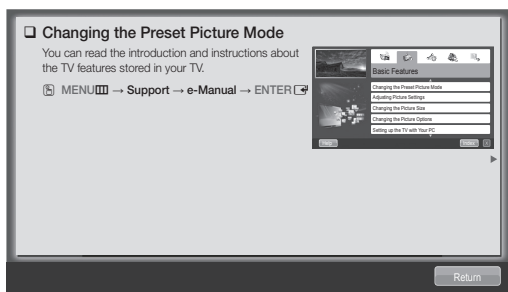 Changing the Preset Picture Mode
You can read the introduction and instructions about
the TV features stored in your TV.
MENU → Support → e-Manual → ENTER
Basic Features
Changing the Preset Picture Mode
Adjusting Picture Settings
Changing the Picture Size
Changing the Picture Options
Setting up the TV with Your PC
Help
Index
X
Return